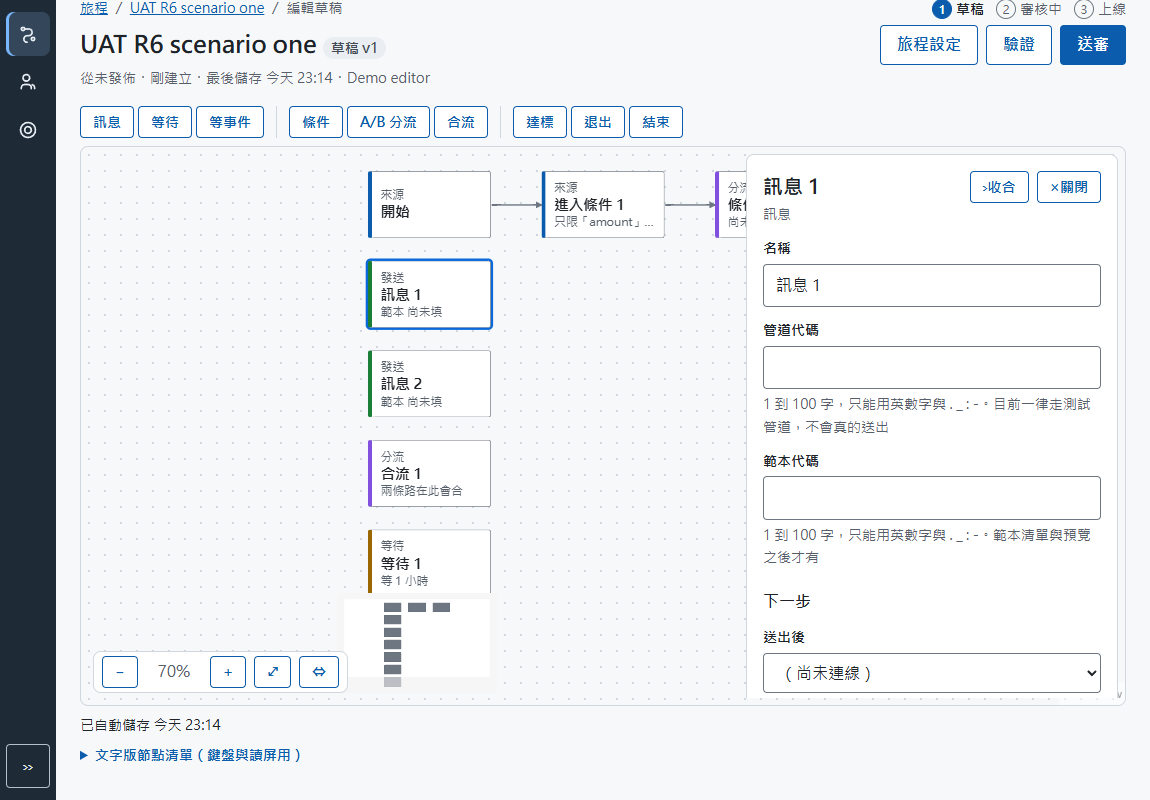 旅程 / UAT R6 scenario one / 編輯草稿
1 草稿 2 審核中 3 上線
UAT R6 scenario one 草稿 v1
旅程設定 驗證 送審
從未發佈 · 剛建立 · 最後儲存 今天 23:14 · Demo editor
訊息 等待 等事件 條件 A/B 分流 合流 達標 退出 結束
來源
開始
來源
進入條件 1
只限「amount」...
分流
條件
尚未
發送
訊息 1
範本 尚未填
發送
訊息 2
範本 尚未填
分流
合流 1
兩條路在此會合
等待
等待 1
等 1 小時
− 70% +
訊息 1
›收合 ×關閉
訊息
名稱
訊息 1
管道代碼
1 到 100 字，只能用英數字與 . _ : -。目前一律走測試
管道，不會真的送出
範本代碼
1 到 100 字，只能用英數字與 . _ : -。範本清單與預覽
之後才有
下一步
送出後
（尚未連線）
已自動儲存 今天 23:14
▶ 文字版節點清單（鍵盤與讀屏用）
»